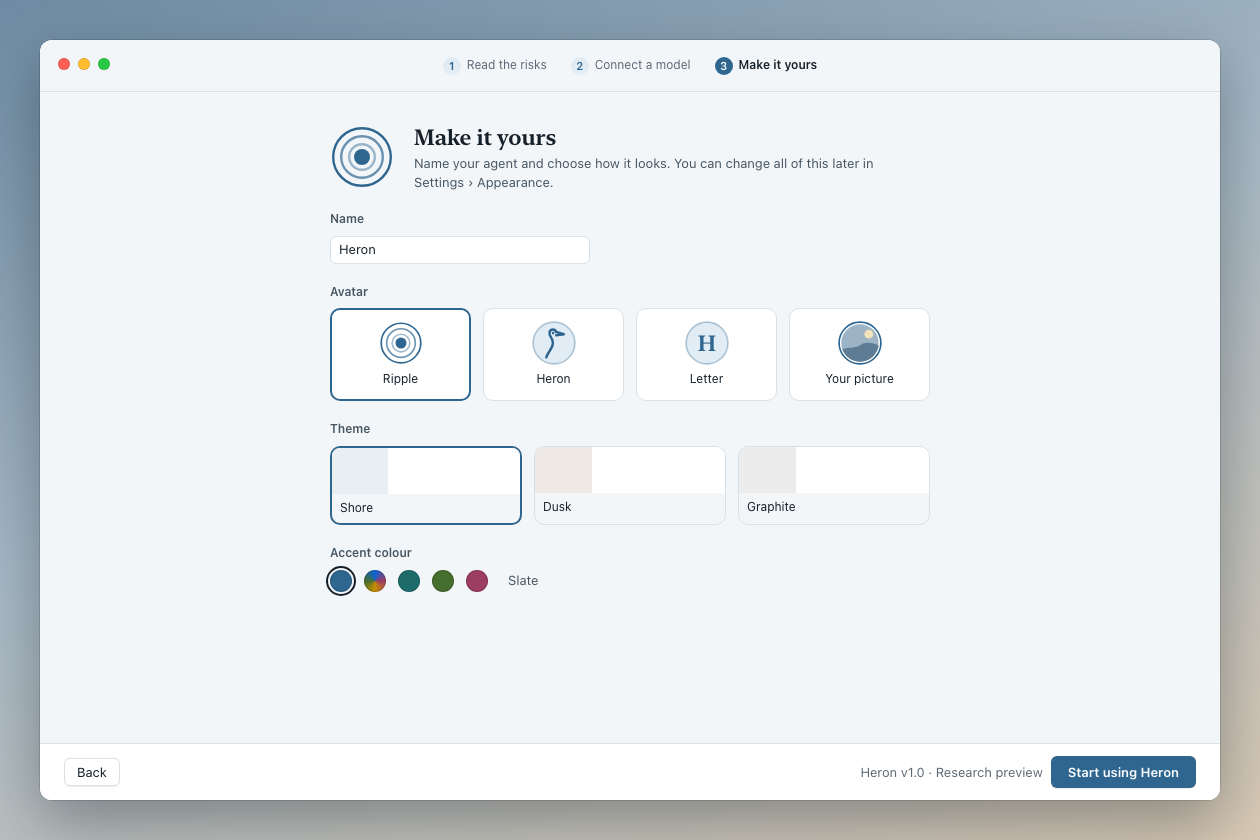 1 Read the risks 2 Connect a model 3 Make it yours
Make it yours
Name your agent and choose how it looks. You can change all of this later in
Settings › Appearance.
Name
Heron
Avatar
H
Ripple Heron Letter Your picture
Theme
Shore Dusk Graphite
Accent colour
Slate
Back Heron v1.0 · Research preview Start using Heron